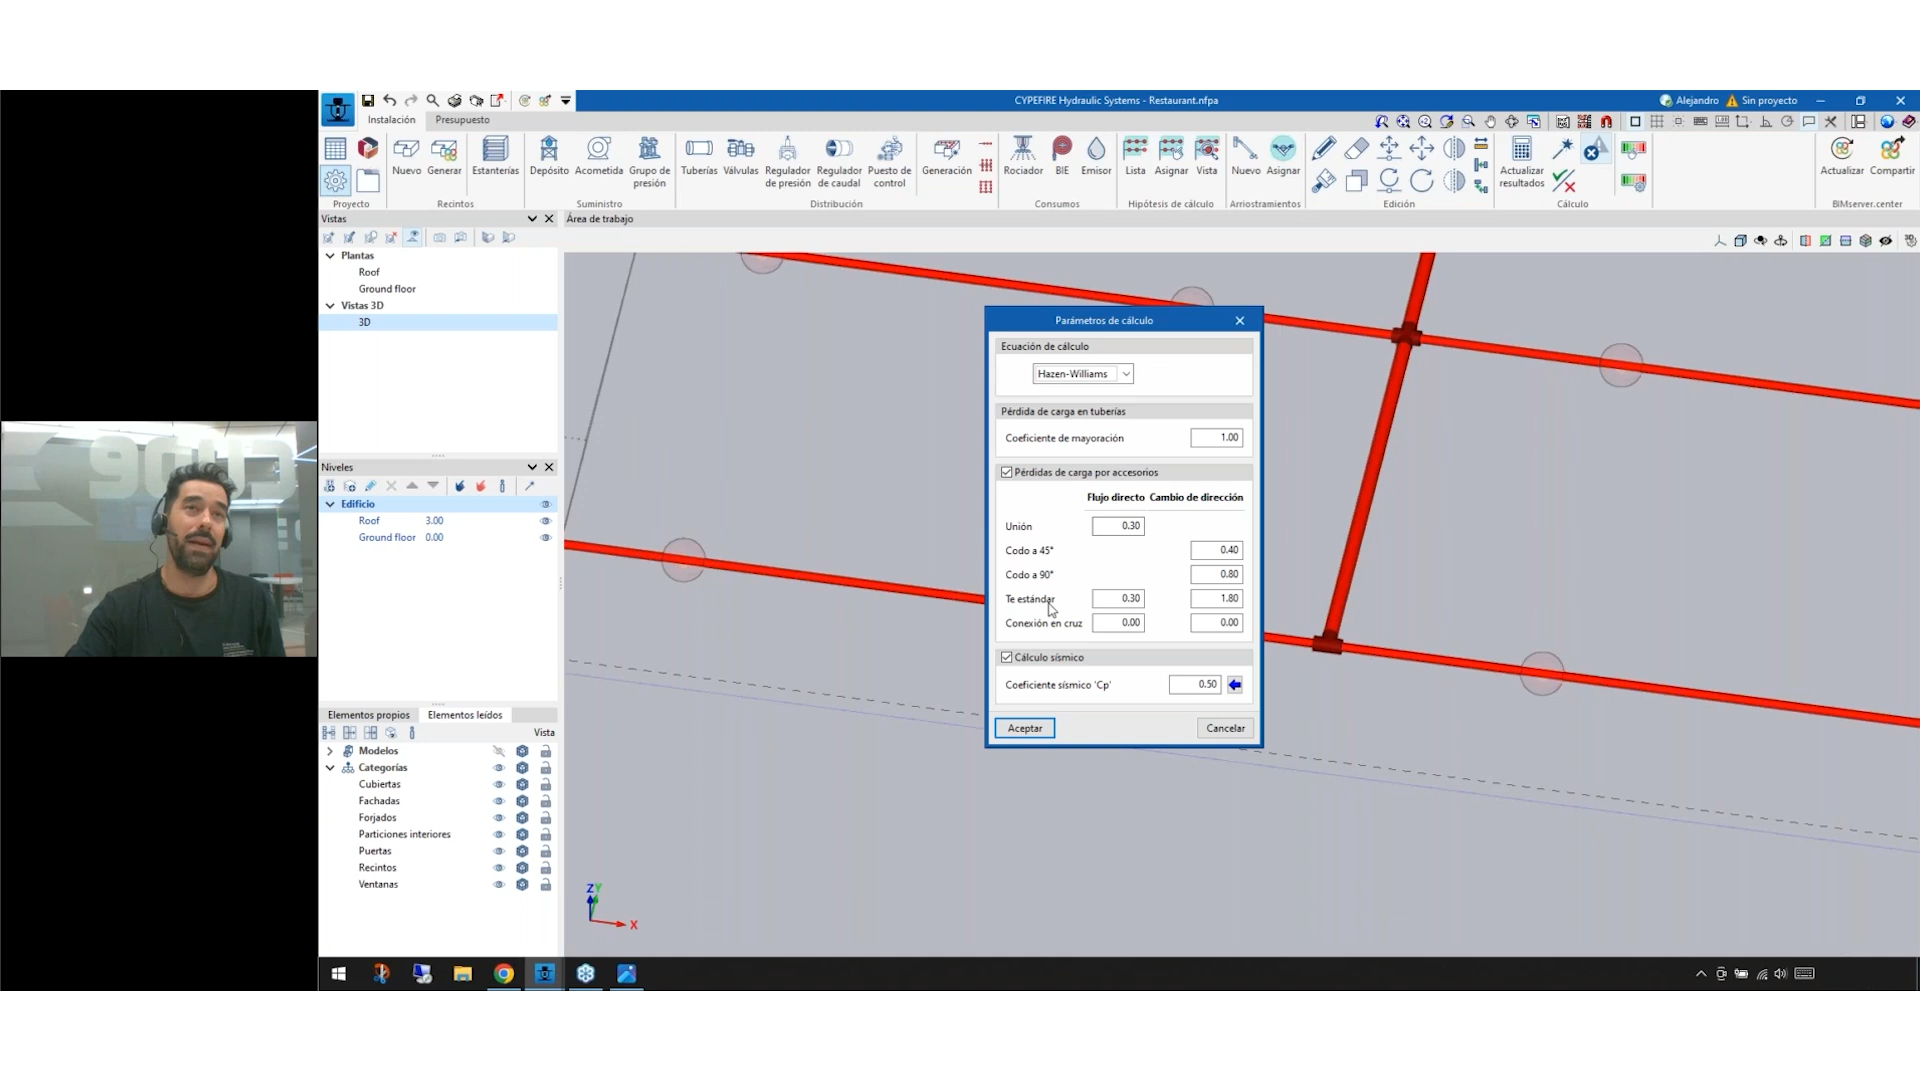 CYPEFIRE Hydraulic Systems - Restaurant.nfpa
Alejandro
Sin proyecto
Instalación
Presupuesto
Nuevo
Generar
Estanterías
Depósito
Acometida
Grupo de presión
Tuberías
Válvulas
Regulador de presión
Regulador de caudal
Puesto de control
Generación
Rociador
BIE
Emisor
Lista
Asignar
Vista
Nuevo
Asignar
Actualizar resultados
Actualizar
Compartir
Proyecto
Recintos
Suministro
Distribución
Consumos
Hipótesis de cálculo
Arriostramientos
Edición
Cálculo
BIMserver.center
Vistas
Área de trabajo
Plantas
Roof
Ground floor
Vistas 3D
3D
Niveles
Edificio
Roof 3.00
Ground floor 0.00
Elementos propios
Elementos leídos
Vista
Modelos
Categorías
Cubiertas
Fachadas
Forjados
Particiones interiores
Puertas
Recintos
Ventanas
Parámetros de cálculo
Ecuación de cálculo
Hazen-Williams
Pérdida de carga en tuberías
Coeficiente de mayoración 1.00
Pérdidas de carga por accesorios
Flujo directo Cambio de dirección
Unión 0.30
Codo a 45° 0.40
Codo a 90° 0.80
Te estándar 0.30 1.80
Conexión en cruz 0.00 0.00
Cálculo sísmico
Coeficiente sísmico 'Cp' 0.50
Aceptar
Cancelar
Z Y
X